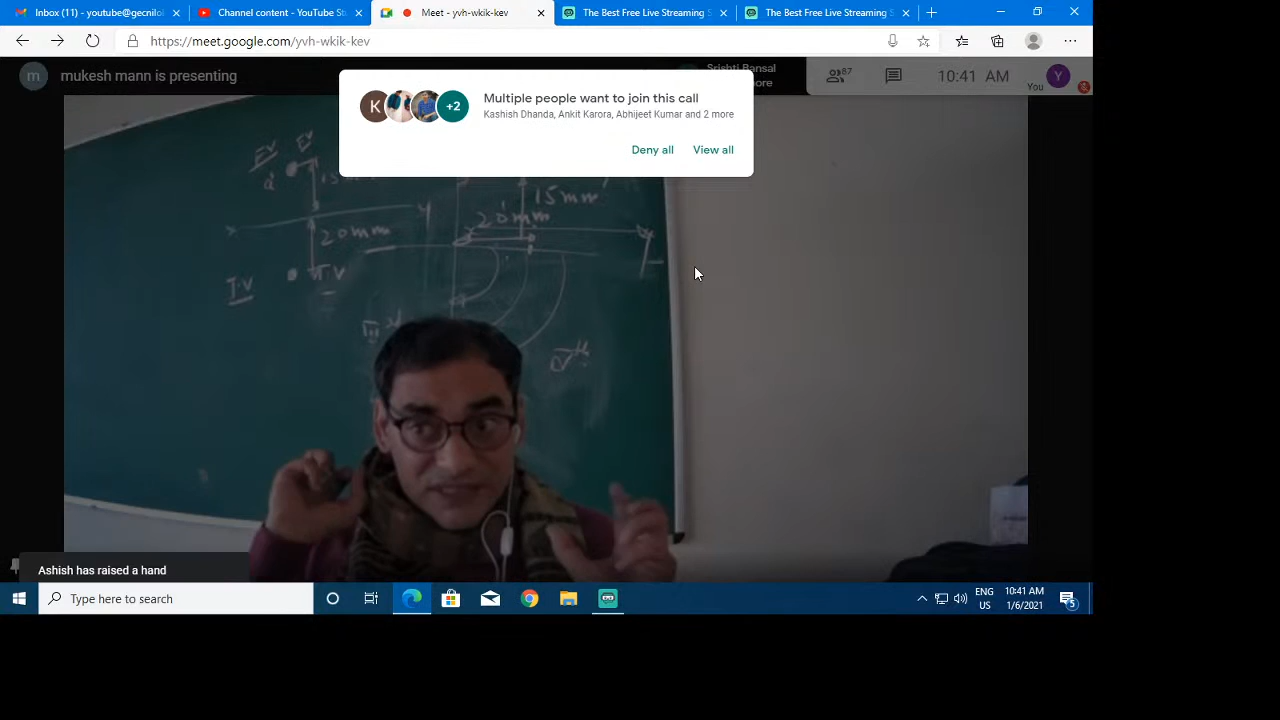 Inbox (11) - youtube@gecnilo
Channel content - YouTube St
Meet - yvh-wkik-kev
The Best Free Live Streaming S
The Best Free Live Streaming S
https://meet.google.com/yvh-wkik-kev
m
mukesh mann is presenting
Srishti Bansal
ore
87
10:41 AM
Y
You
K
+2
Multiple people want to join this call
Kashish Dhanda, Ankit Karora, Abhijeet Kumar and 2 more
Deny all
View all
F.V
a'
15mm
20mm
20mm
T.V
T.V
Ashish has raised a hand
Type here to search
ENG
US
10:41 AM
1/6/2021
5